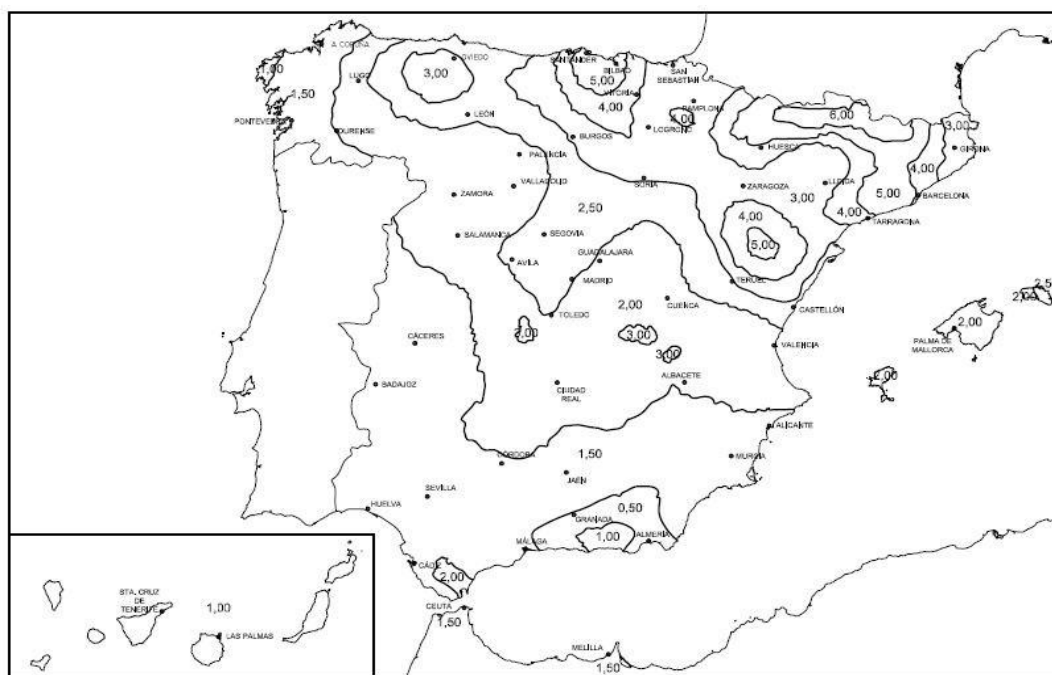 A CORUÑA
OVIEDO
SANTANDER
BILBAO
SAN
SEBASTIÁN
LUGO
3,00
5,00
VITORIA
1,50
4,00
PAMPLONA
4,00
6,00
3,00
PONTEVEDRA
LEÓN
OURENSE
BURGOS
LOGROÑO
HUESCA
GIRONA
PALENCIA
4,00
VALLADOLID
SORIA
ZARAGOZA
LLEIDA
5,00
BARCELONA
ZAMORA
2,50
3,00
4,00
4,00
TARRAGONA
SALAMANCA
SEGOVIA
5,00
GUADALAJARA
AVILA
MADRID
TERUEL
2,00
CUENCA
2,00
CASTELLÓN
TOLEDO
2,00
3,00
2,00
CÁCERES
VALENCIA
PALMA DE
MALLORCA
3,00
2,00
BADAJOZ
CIUDAD
REAL
ALBACETE
ALICANTE
1,50
CÓRDOBA
MURCIA
JAÉN
SEVILLA
HUELVA
0,50
GRANADA
1,00
ALMERÍA
MÁLAGA
CÁDIZ
2,00
STA. CRUZ
DE
TENERIFE
1,00
CEUTA
1,50
LAS PALMAS
MELILLA
1,50